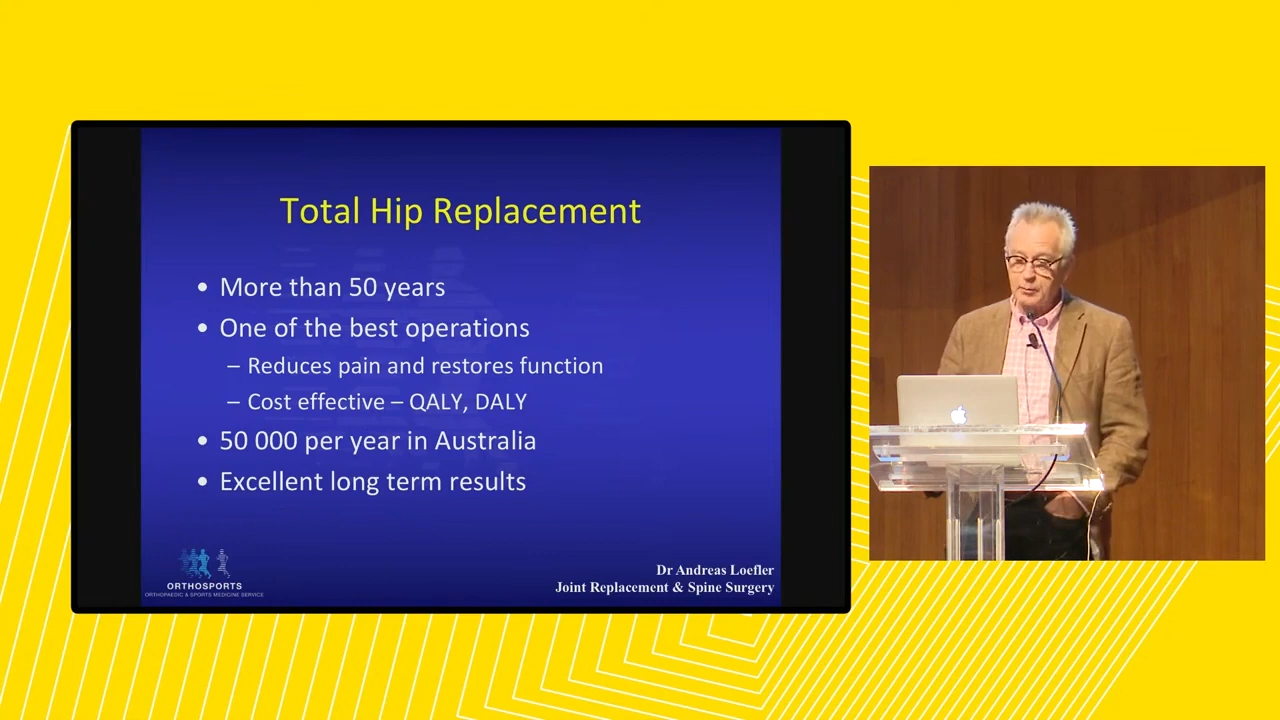 Total Hip Replacement
• More than 50 years
• One of the best operations
– Reduces pain and restores function
– Cost effective – QALY, DALY
• 50 000 per year in Australia
• Excellent long term results
ORTHOSPORTS
ORTHOPAEDIC & SPORTS MEDICINE SERVICE
Dr Andreas Loefler
Joint Replacement & Spine Surgery